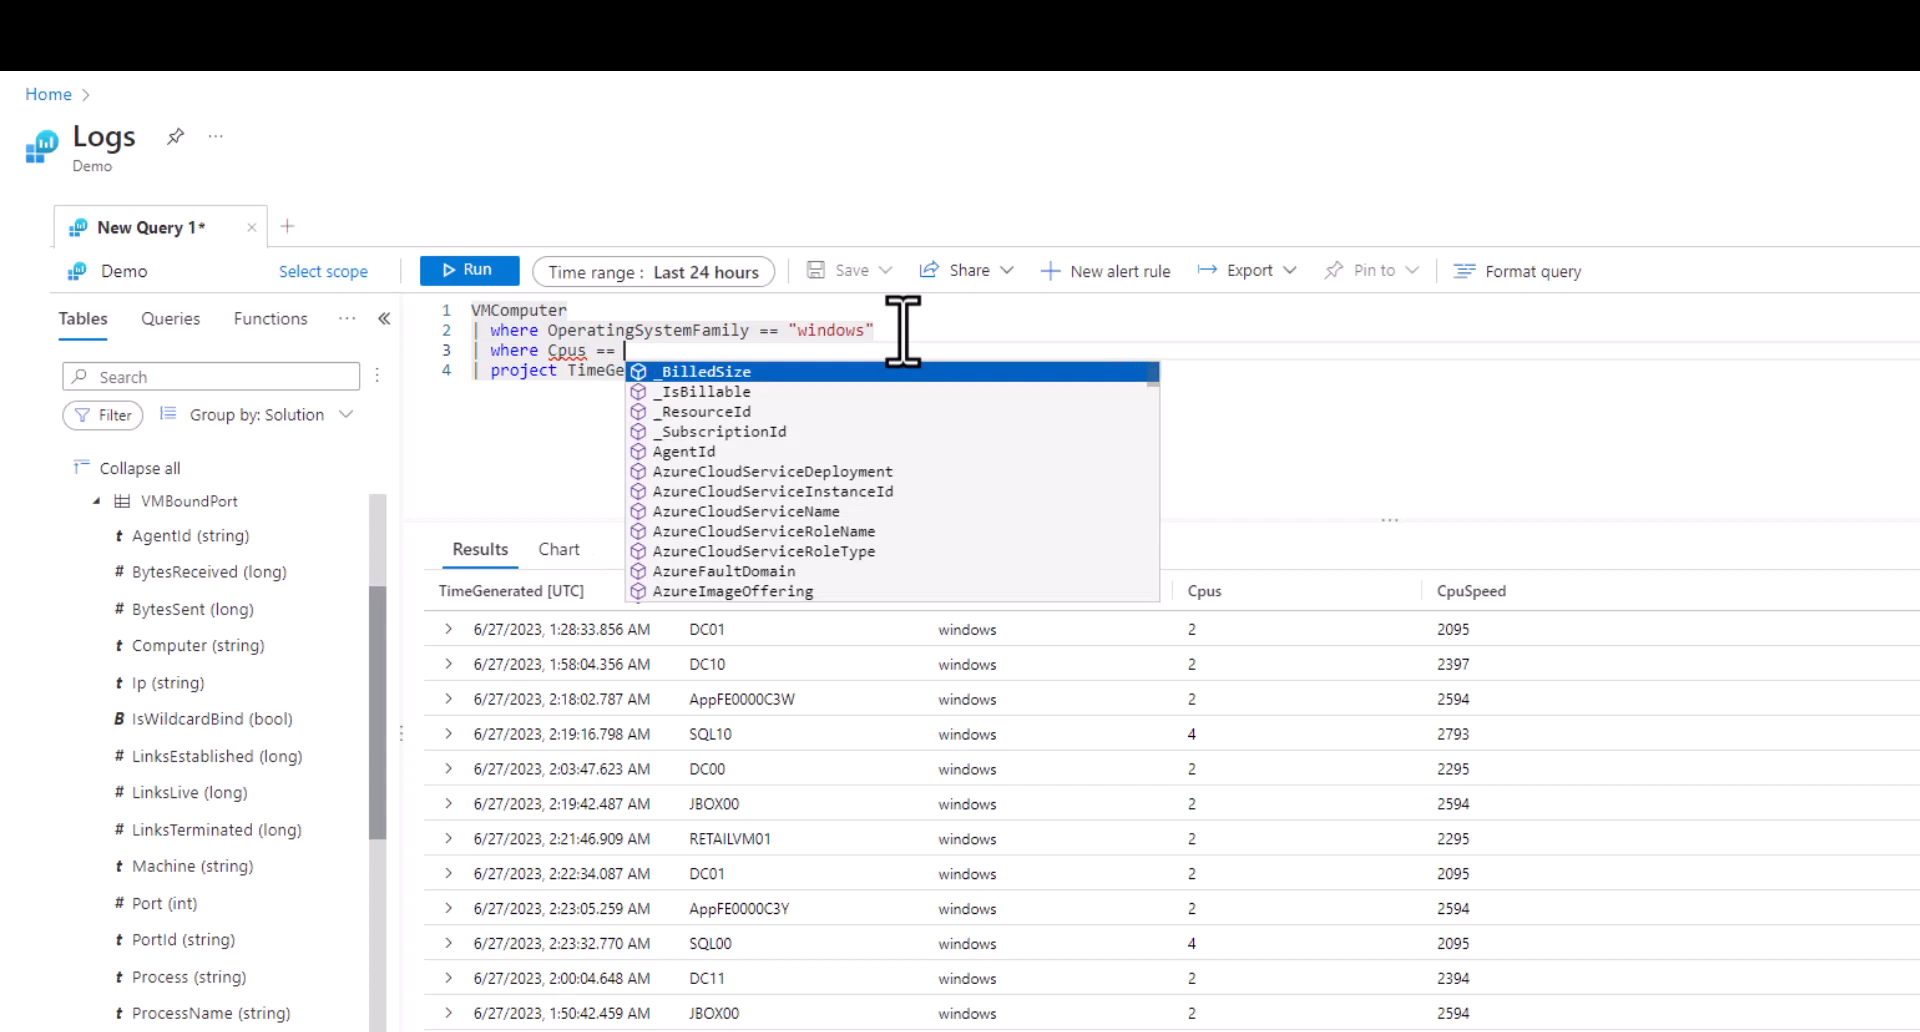 Home
Logs
Demo
New Query 1*
Demo Select scope Run Time range : Last 24 hours Save Share New alert rule Export Pin to Format query
Tables Queries Functions
Search
Filter Group by: Solution
Collapse all
VMBoundPort
AgentId (string)
BytesReceived (long)
BytesSent (long)
Computer (string)
Ip (string)
IsWildcardBind (bool)
LinksEstablished (long)
LinksLive (long)
LinksTerminated (long)
Machine (string)
Port (int)
PortId (string)
Process (string)
ProcessName (string)
1 VMComputer
2 | where OperatingSystemFamily == "windows"
3 | where Cpus ==
4 | project TimeGe
_BilledSize
_IsBillable
_ResourceId
_SubscriptionId
AgentId
AzureCloudServiceDeployment
AzureCloudServiceInstanceId
AzureCloudServiceName
AzureCloudServiceRoleName
AzureCloudServiceRoleType
AzureFaultDomain
AzureImageOffering
Results Chart
TimeGenerated [UTC] Cpus CpuSpeed
6/27/2023, 1:28:33.856 AM DC01 windows 2 2095
6/27/2023, 1:58:04.356 AM DC10 windows 2 2397
6/27/2023, 2:18:02.787 AM AppFE0000C3W windows 2 2594
6/27/2023, 2:19:16.798 AM SQL10 windows 4 2793
6/27/2023, 2:03:47.623 AM DC00 windows 2 2295
6/27/2023, 2:19:42.487 AM JBOX00 windows 2 2594
6/27/2023, 2:21:46.909 AM RETAILVM01 windows 2 2295
6/27/2023, 2:22:34.087 AM DC01 windows 2 2095
6/27/2023, 2:23:05.259 AM AppFE0000C3Y windows 2 2594
6/27/2023, 2:23:32.770 AM SQL00 windows 4 2095
6/27/2023, 2:00:04.648 AM DC11 windows 2 2394
6/27/2023, 1:50:42.459 AM JBOX00 windows 2 2594